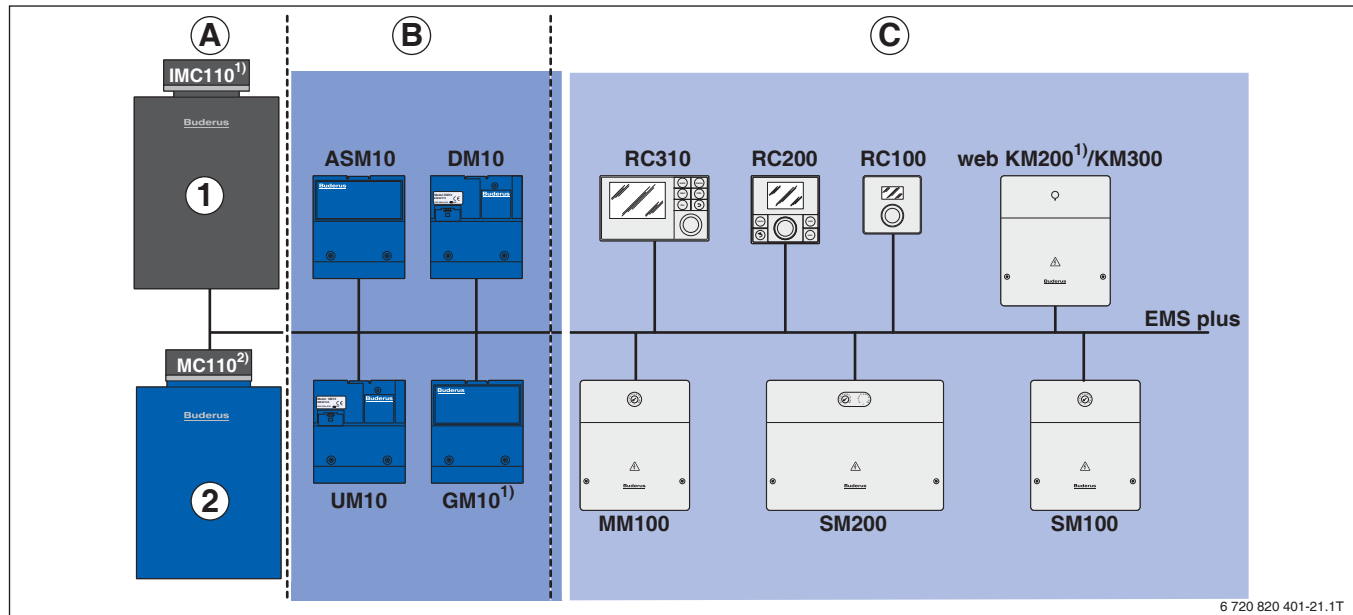 A B C
IMC110¹⁾
Buderus
1
ASM10 DM10 RC310 RC200 RC100 web KM200¹⁾/KM300
Buderus
Buderus
Buderus
EMS plus
MC110²⁾
Buderus
2
Buderus
Buderus
Buderus
Buderus
Buderus
UM10 GM10¹⁾ MM100 SM200 SM100
6 720 820 401-21.1T